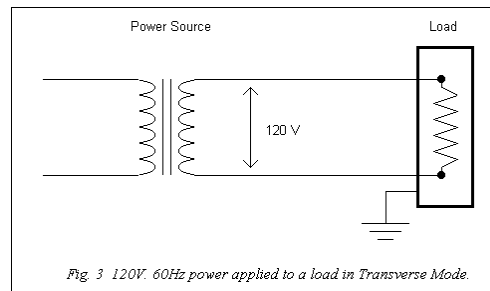 Power Source
Load
120 V
Fig. 3 120V. 60Hz power applied to a load in Transverse Mode.